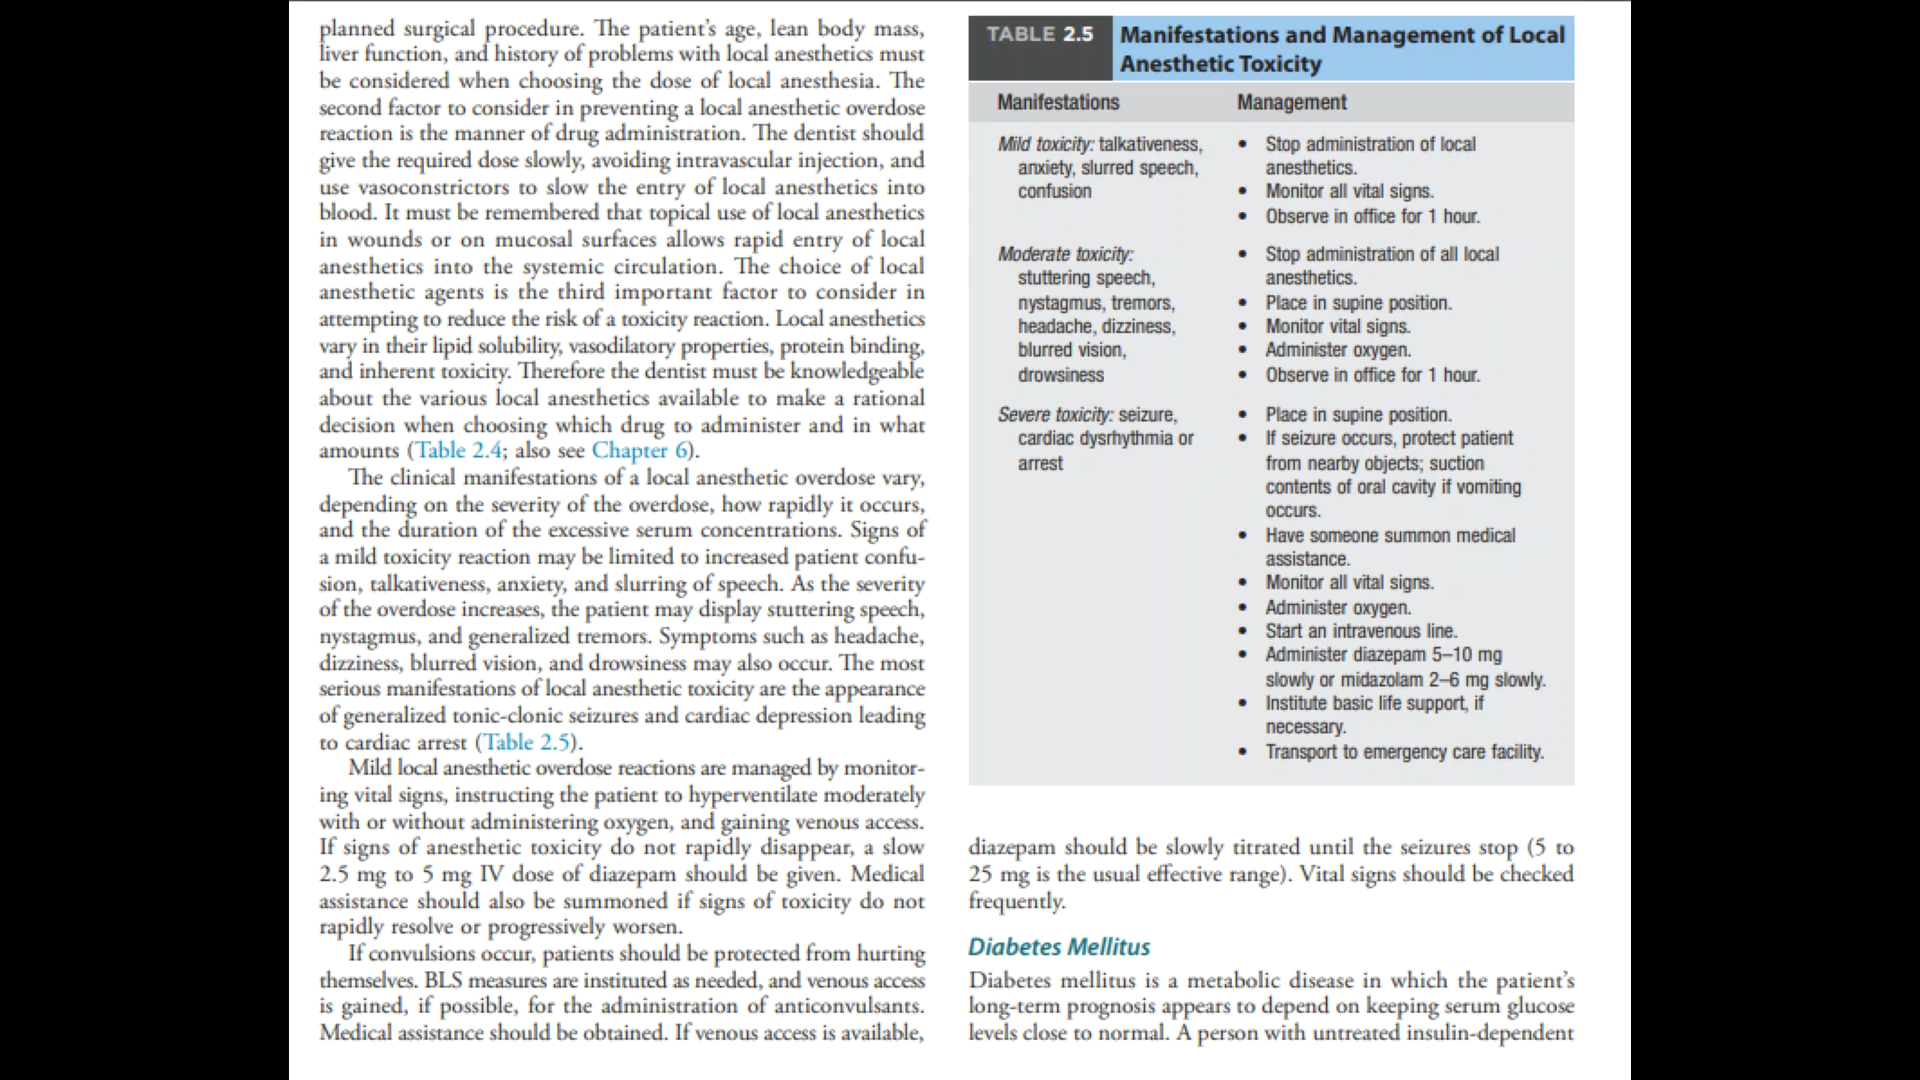 planned surgical procedure. The patient's age, lean body mass,
liver function, and history of problems with local anesthetics must
be considered when choosing the dose of local anesthesia. The
second factor to consider in preventing a local anesthetic overdose
reaction is the manner of drug administration. The dentist should
give the required dose slowly, avoiding intravascular injection, and
use vasoconstrictors to slow the entry of local anesthetics into
blood. It must be remembered that topical use of local anesthetics
in wounds or on mucosal surfaces allows rapid entry of local
anesthetics into the systemic circulation. The choice of local
anesthetic agents is the third important factor to consider in
attempting to reduce the risk of a toxicity reaction. Local anesthetics
vary in their lipid solubility, vasodilatory properties, protein binding,
and inherent toxicity. Therefore the dentist must be knowledgeable
about the various local anesthetics available to make a rational
decision when choosing which drug to administer and in what
amounts (Table 2.4; also see Chapter 6).
The clinical manifestations of a local anesthetic overdose vary,
depending on the severity of the overdose, how rapidly it occurs,
and the duration of the excessive serum concentrations. Signs of
a mild toxicity reaction may be limited to increased patient confu-
sion, talkativeness, anxiety, and slurring of speech. As the severity
of the overdose increases, the patient may display stuttering speech,
nystagmus, and generalized tremors. Symptoms such as headache,
dizziness, blurred vision, and drowsiness may also occur. The most
serious manifestations of local anesthetic toxicity are the appearance
of generalized tonic-clonic seizures and cardiac depression leading
to cardiac arrest (Table 2.5).
Mild local anesthetic overdose reactions are managed by monitor-
ing vital signs, instructing the patient to hyperventilate moderately
with or without administering oxygen, and gaining venous access.
If signs of anesthetic toxicity do not rapidly disappear, a slow
2.5 mg to 5 mg IV dose of diazepam should be given. Medical
assistance should also be summoned if signs of toxicity do not
rapidly resolve or progressively worsen.
If convulsions occur, patients should be protected from hurting
themselves. BLS measures are instituted as needed, and venous access
is gained, if possible, for the administration of anticonvulsants.
Medical assistance should be obtained. If venous access is available,
TABLE 2.5 Manifestations and Management of Local
Anesthetic Toxicity
Manifestations Management
Mild toxicity: talkativeness,
anxiety, slurred speech,
confusion
• Stop administration of local
anesthetics.
• Monitor all vital signs.
• Observe in office for 1 hour.
Moderate toxicity:
stuttering speech,
nystagmus, tremors,
headache, dizziness,
blurred vision,
drowsiness
• Stop administration of all local
anesthetics.
• Place in supine position.
• Monitor vital signs.
• Administer oxygen.
• Observe in office for 1 hour.
Severe toxicity: seizure,
cardiac dysrhythmia or
arrest
• Place in supine position.
• If seizure occurs, protect patient
from nearby objects; suction
contents of oral cavity if vomiting
occurs.
• Have someone summon medical
assistance.
• Monitor all vital signs.
• Administer oxygen.
• Start an intravenous line.
• Administer diazepam 5–10 mg
slowly or midazolam 2–6 mg slowly.
• Institute basic life support, if
necessary.
• Transport to emergency care facility.
diazepam should be slowly titrated until the seizures stop (5 to
25 mg is the usual effective range). Vital signs should be checked
frequently.
Diabetes Mellitus
Diabetes mellitus is a metabolic disease in which the patient's
long-term prognosis appears to depend on keeping serum glucose
levels close to normal. A person with untreated insulin-dependent